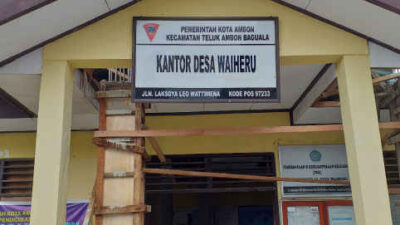 PEMERINTAH KOTA AMBON
KECAMATAN TELUK AMBON BAGUALA
KANTOR DESA WAIHERU
JLN. LAKSDYA LEO WATTIMENA KODE POS 97233